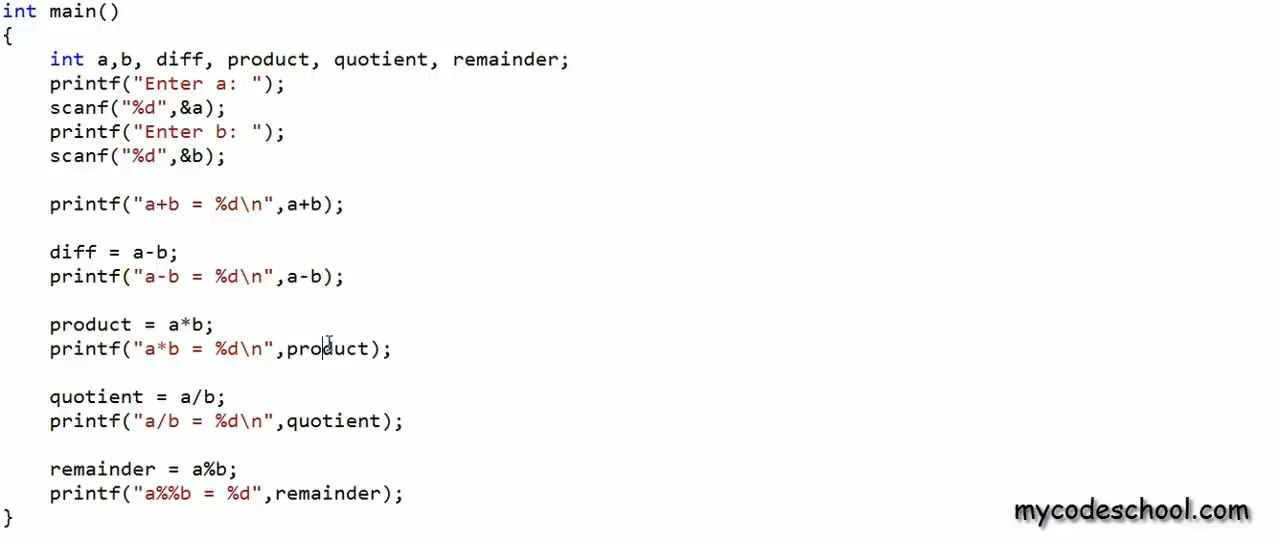 int main()
{
    int a,b, diff, product, quotient, remainder;
    printf("Enter a: ");
    scanf("%d",&a);
    printf("Enter b: ");
    scanf("%d",&b);

    printf("a+b = %d\n",a+b);

    diff = a-b;
    printf("a-b = %d\n",a-b);

    product = a*b;
    printf("a*b = %d\n",product);

    quotient = a/b;
    printf("a/b = %d\n",quotient);

    remainder = a%b;
    printf("a%%b = %d",remainder);
}
mycodeschool.com